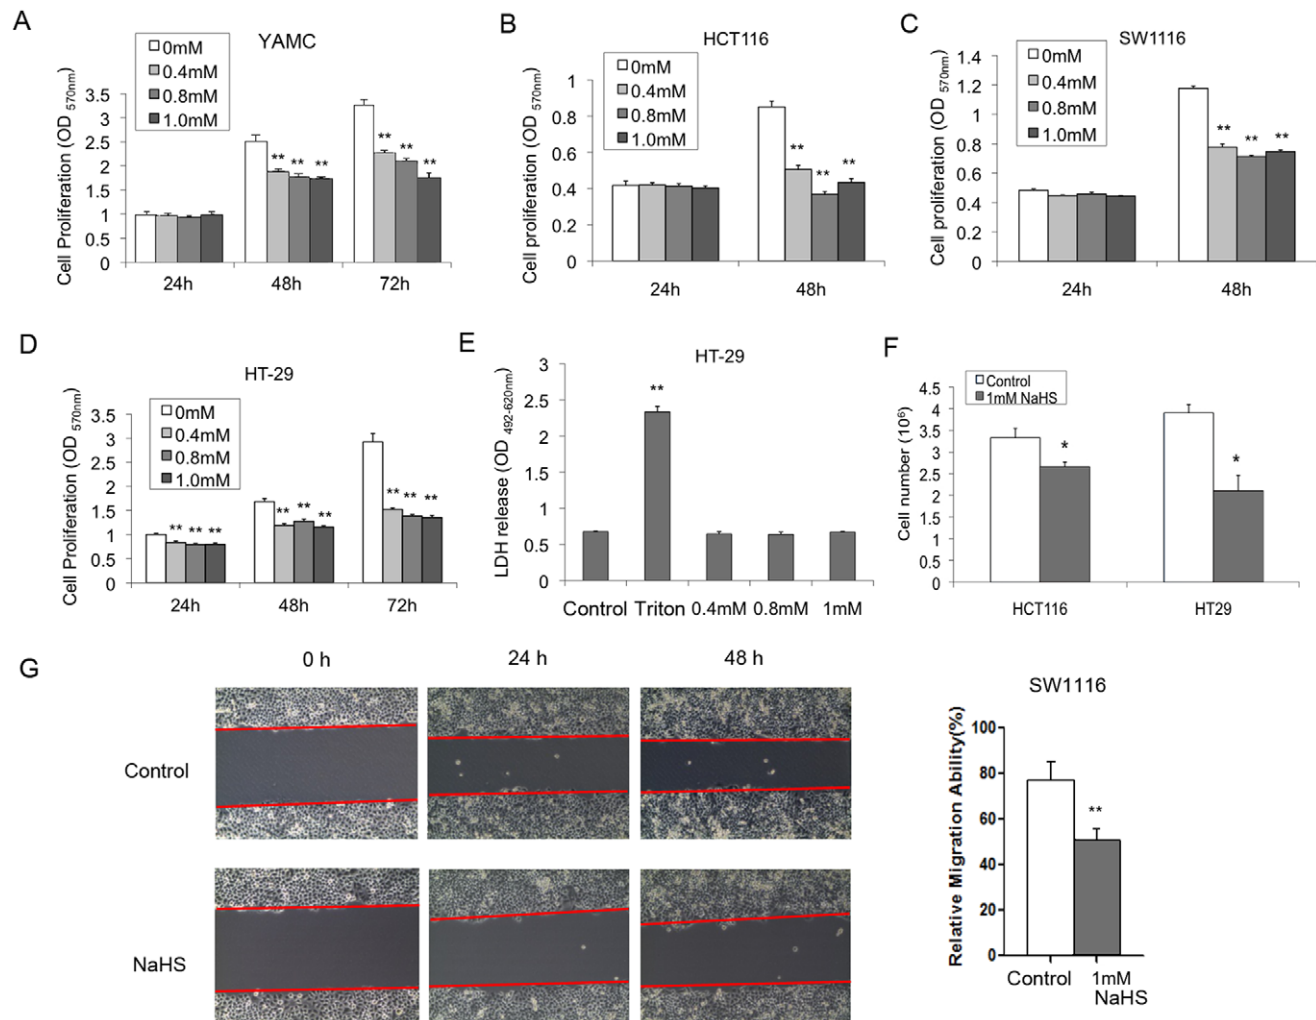 A
YAMC
0mM
0.4mM
0.8mM
1.0mM
Cell Proliferation (OD 570nm)
3.5
3
2.5
2
1.5
1
0.5
0
** ** **
** ** **
24h 48h 72h
B
HCT116
0mM
0.4mM
0.8mM
1.0mM
Cell proliferation (OD 570nm)
1
0.8
0.6
0.4
0.2
0
** ** **
24h 48h
C
SW1116
0mM
0.4mM
0.8mM
1.0mM
Cell proliferation (OD 570nm)
1.4
1.2
1
0.8
0.6
0.4
0.2
0
** ** **
24h 48h
D
HT-29
0mM
0.4mM
0.8mM
1.0mM
Cell Proliferation (OD 570nm)
3.5
3
2.5
2
1.5
1
0.5
0
** ** **
** ** **
** ** **
24h 48h 72h
E
HT-29
LDH release (OD 492-620nm)
3
2.5
2
1.5
1
0.5
0
**
Control Triton 0.4mM 0.8mM 1mM
F
Control
1mM NaHS
Cell number (10⁶)
4.5
4
3.5
3
2.5
2
1.5
1
0.5
0
* *
HCT116 HT29
G
0 h 24 h 48 h
Control
NaHS
SW1116
Relative Migration Ability(%)
100
80
60
40
20
0
**
Control 1mM
NaHS